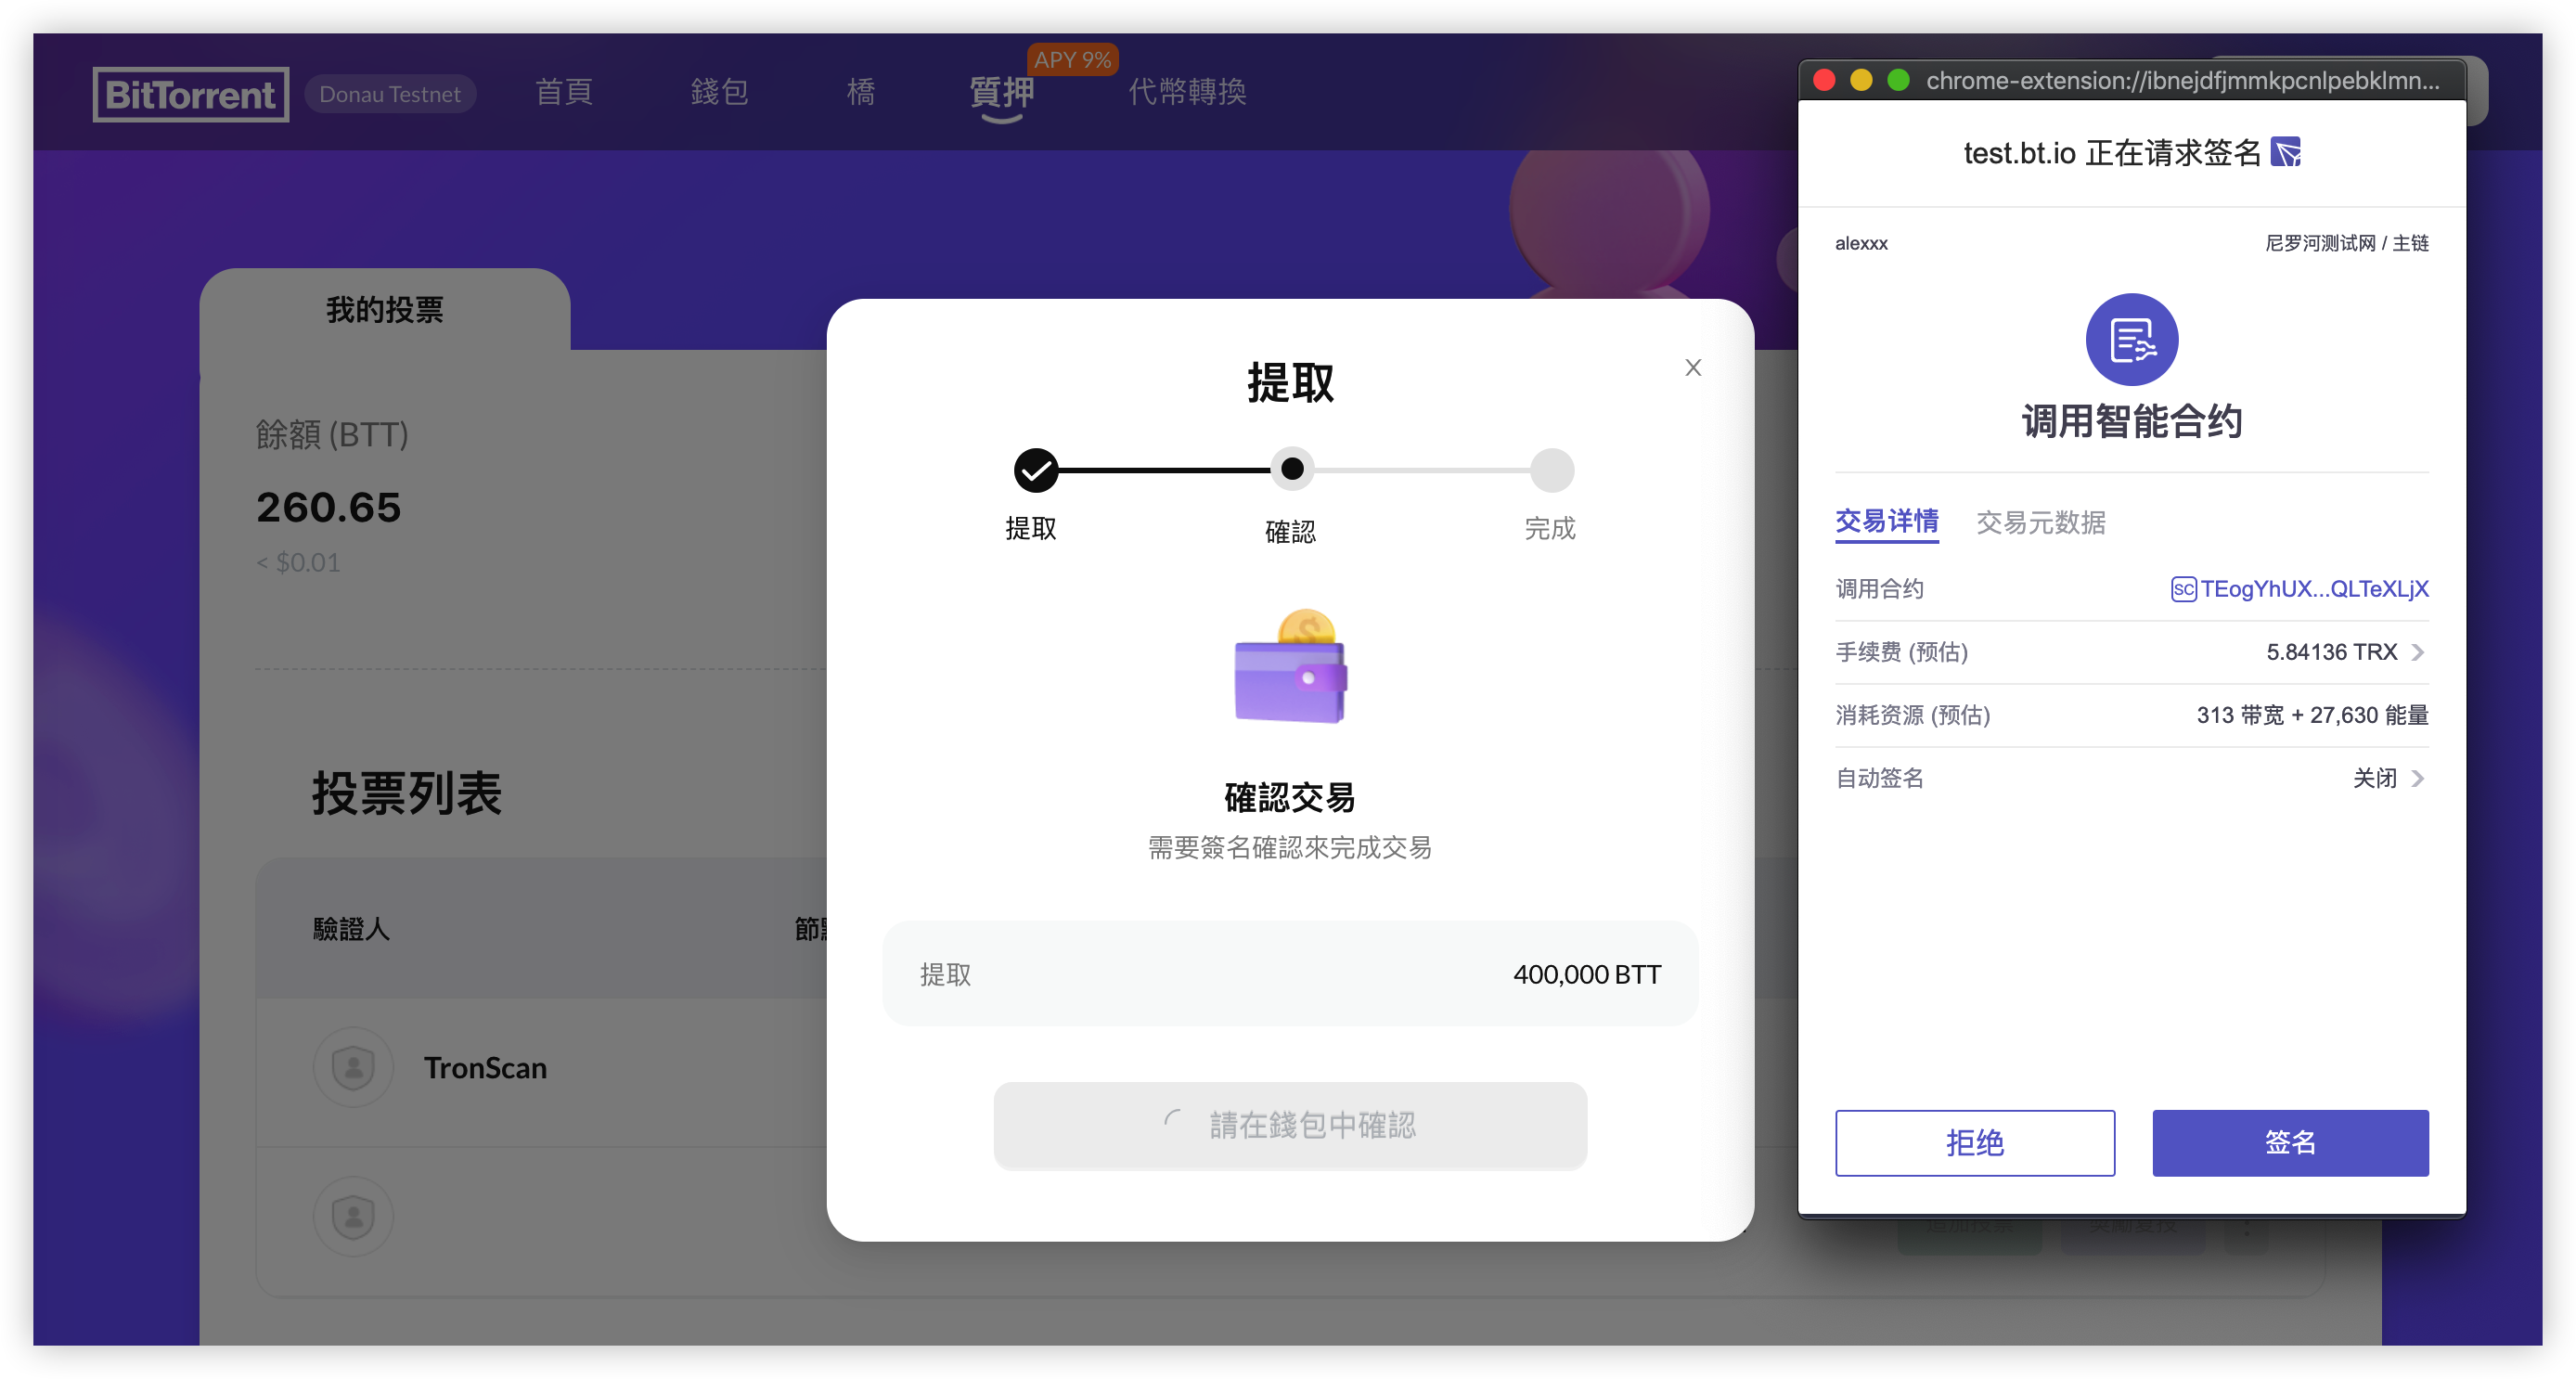 BitTorrent
Donau Testnet
首頁
錢包
橋
質押
APY 9%
代幣轉換
我的投票
餘額 (BTT)
260.65
< $0.01
投票列表
驗證人
TronScan
提取
X
提取
確認
完成
確認交易
需要簽名確認來完成交易
提取 400,000 BTT
請在錢包中確認
chrome-extension://ibnejdfjmmkpcnlpebklmn...
test.bt.io 正在请求签名
alexxx 尼罗河测试网 / 主链
调用智能合约
交易详情 交易元数据
调用合约 SC TEogYhUX...QLTeXLjX
手续费 (预估) 5.84136 TRX
消耗资源 (预估) 313 带宽 + 27,630 能量
自动签名 关闭
拒绝 签名